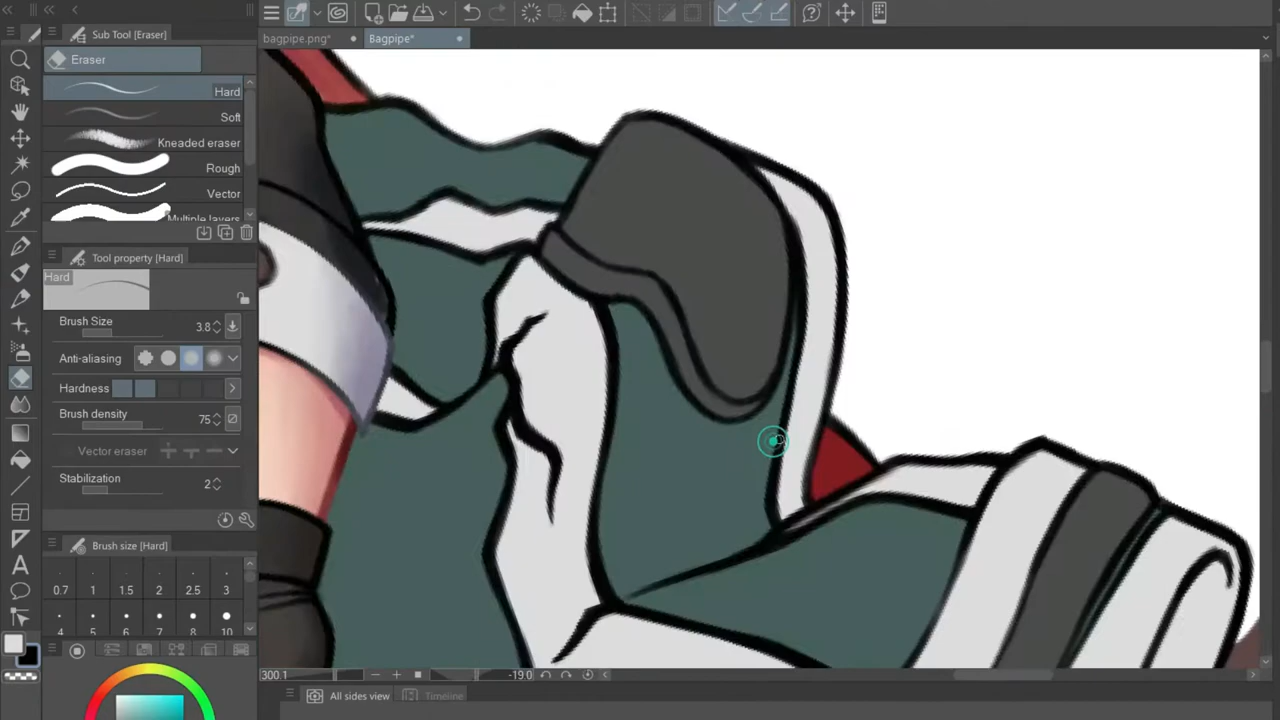 Sub Tool [Eraser]
bagpipe.png*
Bagpipe*
Eraser
Hard
Soft
Kneaded eraser
Rough
Vector
Multiple layers
Tool property [Hard]
Hard
Brush Size 3.8
Anti-aliasing
Hardness
Brush density 75
Vector eraser
Stabilization 2
Brush size [Hard]
0.7 1 1.5 2 2.5 3
4 5 6 7 8 10
300.1 -19.0
All sides view Timeline